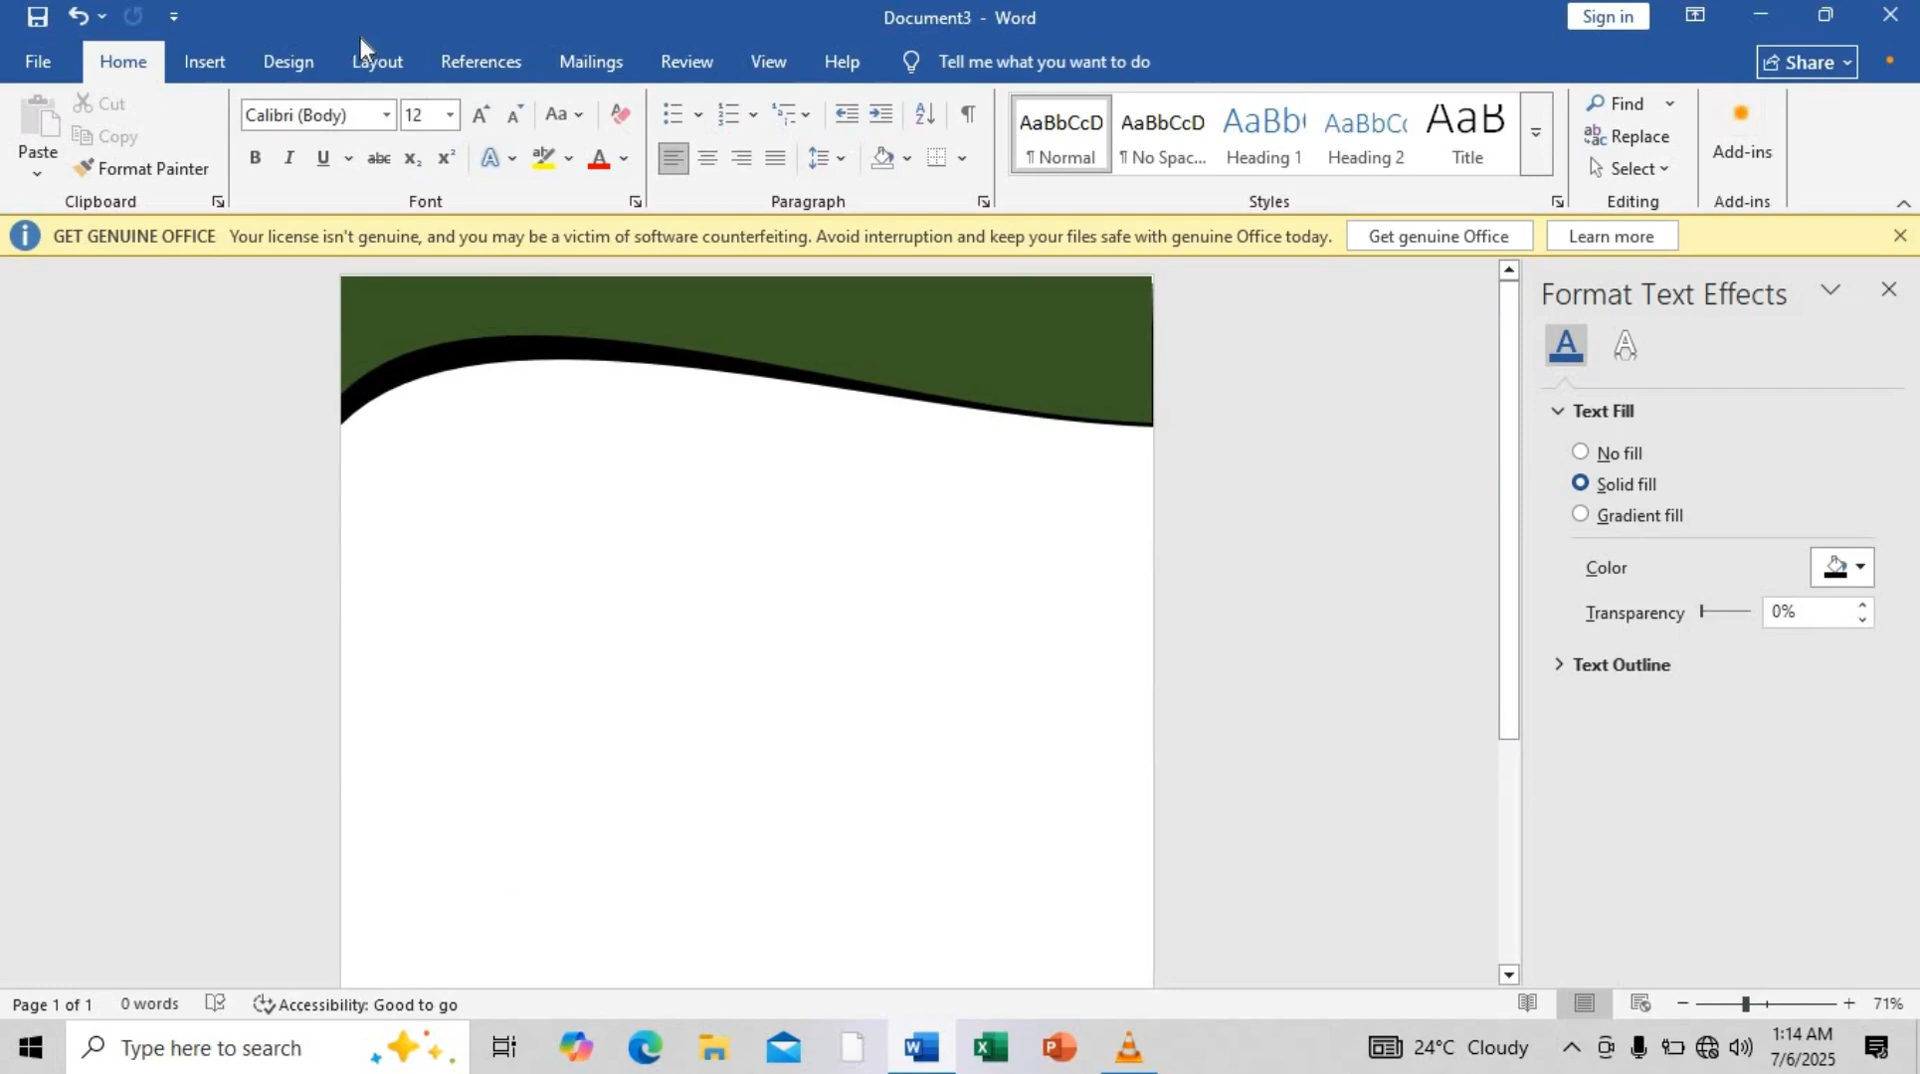 Document3 - Word
Sign in
File Home Insert Design Layout References Mailings Review View Help Tell me what you want to do Share
Paste
Cut
Copy
Format Painter
Clipboard
Calibri (Body) 12
Aa
B I U abc X₂ X² A A
Font
Paragraph
AaBbCcD
¶ Normal
AaBbCcD
¶ No Spac...
AaBb(
Heading 1
AaBbC(
Heading 2
AaB
Title
Styles
Find
Replace
Select
Editing
Add-ins
Add-ins
GET GENUINE OFFICE Your license isn't genuine, and you may be a victim of software counterfeiting. Avoid interruption and keep your files safe with genuine Office today. Get genuine Office Learn more
Format Text Effects
Text Fill
No fill
Solid fill
Gradient fill
Color
Transparency 0%
Text Outline
Page 1 of 1 0 words Accessibility: Good to go 71%
Type here to search
24°C Cloudy
1:14 AM
7/6/2025